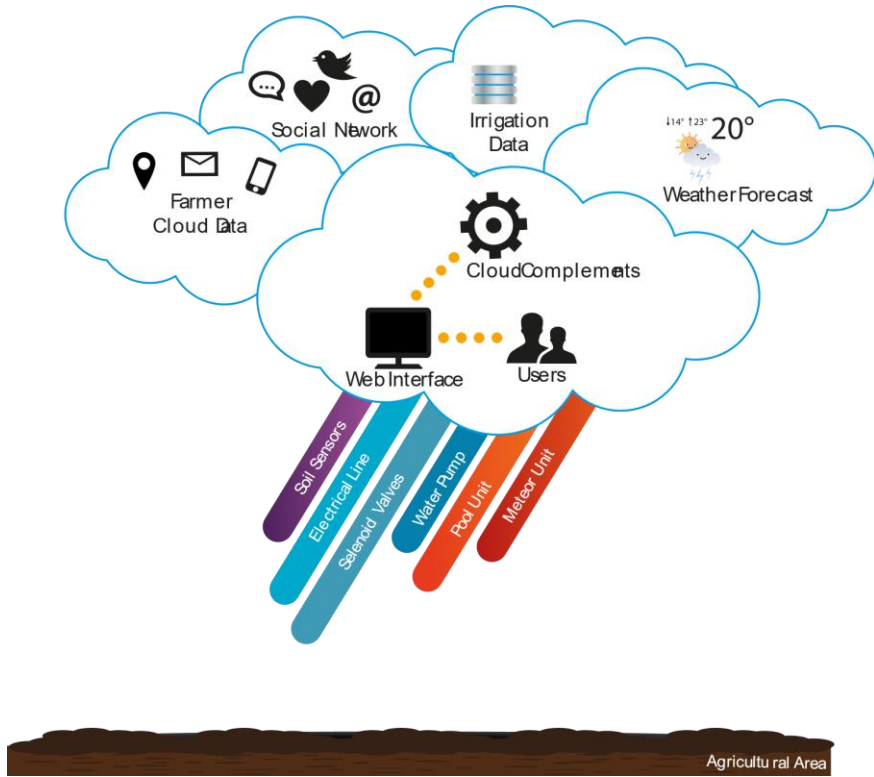 Social Network
@
Irrigation
Data
↓14° ↑23° 20°
Weather Forecast
Farmer
Cloud Data
Cloud Complements
Web Interface
Users
Soil Sensors
Electrical Line
Selenoid Valves
Water Pump
Pool Unit
Meteor Unit
Agricultural Area